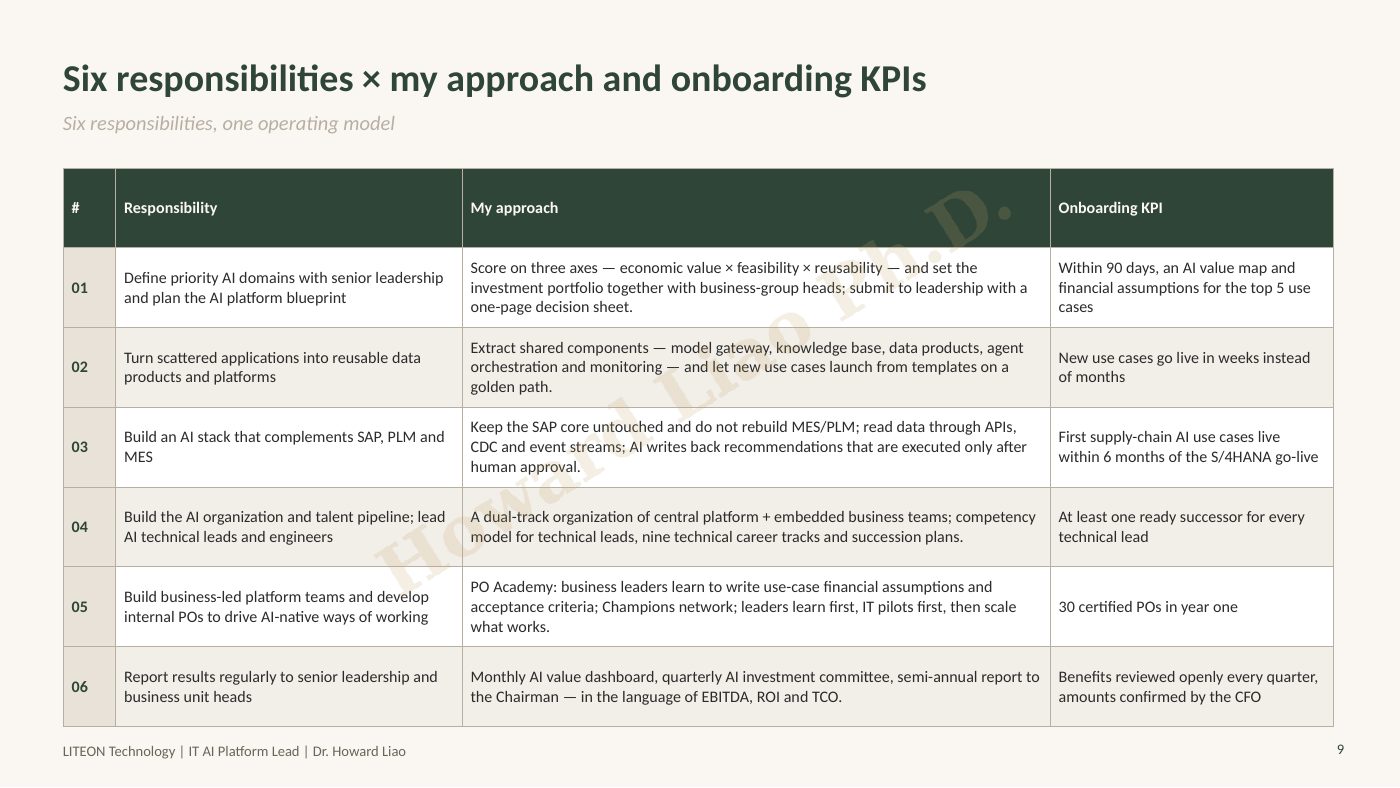 Six responsibilities × my approach and onboarding KPIs
Six responsibilities, one operating model
#
Responsibility
My approach
Onboarding KPI
01
Define priority AI domains with senior leadership
and plan the AI platform blueprint
Score on three axes — economic value × feasibility × reusability — and set the
investment portfolio together with business-group heads; submit to leadership with a
one-page decision sheet.
Within 90 days, an AI value map and
financial assumptions for the top 5 use
cases
02
Turn scattered applications into reusable data
products and platforms
Extract shared components — model gateway, knowledge base, data products, agent
orchestration and monitoring — and let new use cases launch from templates on a
golden path.
New use cases go live in weeks instead
of months
03
Build an AI stack that complements SAP, PLM and
MES
Keep the SAP core untouched and do not rebuild MES/PLM; read data through APIs,
CDC and event streams; AI writes back recommendations that are executed only after
human approval.
First supply-chain AI use cases live
within 6 months of the S/4HANA go-live
04
Build the AI organization and talent pipeline; lead
AI technical leads and engineers
A dual-track organization of central platform + embedded business teams; competency
model for technical leads, nine technical career tracks and succession plans.
At least one ready successor for every
technical lead
05
Build business-led platform teams and develop
internal POs to drive AI-native ways of working
PO Academy: business leaders learn to write use-case financial assumptions and
acceptance criteria; Champions network; leaders learn first, IT pilots first, then scale
what works.
30 certified POs in year one
06
Report results regularly to senior leadership and
business unit heads
Monthly AI value dashboard, quarterly AI investment committee, semi-annual report to
the Chairman — in the language of EBITDA, ROI and TCO.
Benefits reviewed openly every quarter,
amounts confirmed by the CFO
Howard Liao Ph.D.
LITEON Technology | IT AI Platform Lead | Dr. Howard Liao
9